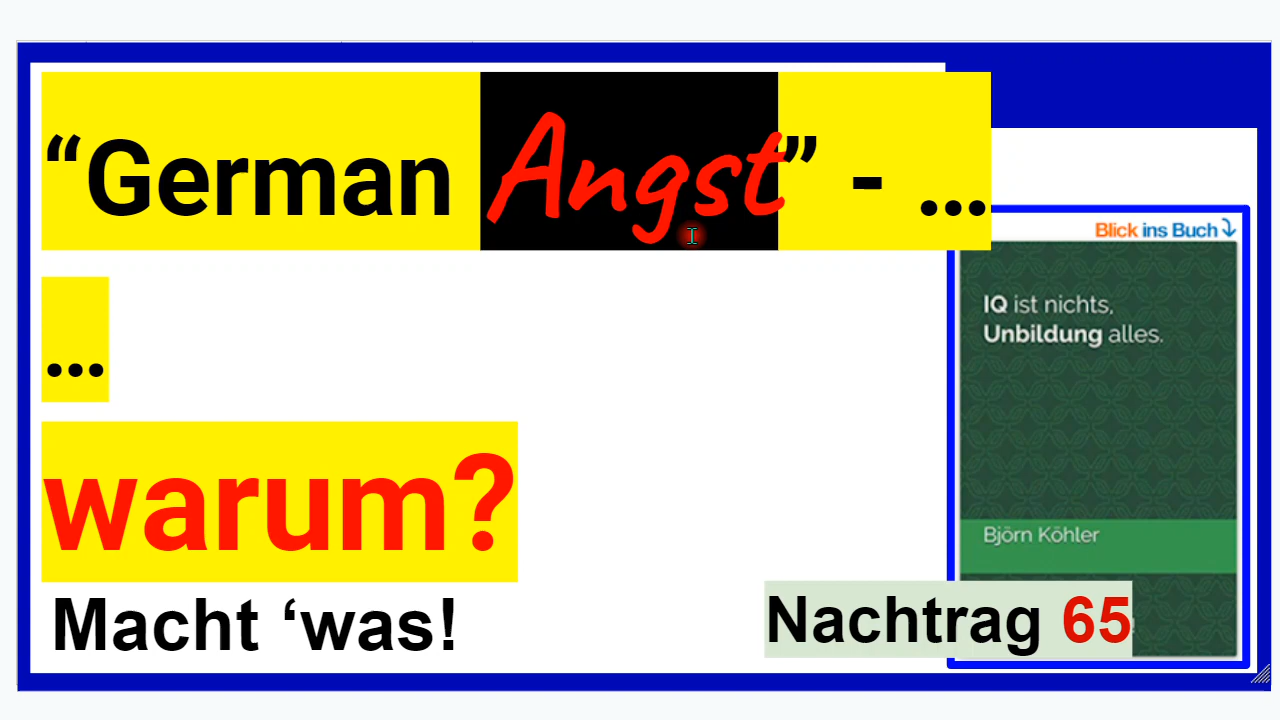 “German Angst” - ...
...
warum?
Macht ‘was!
Blick ins Buch
IQ ist nichts,
Unbildung alles.
Björn Köhler
Nachtrag 65